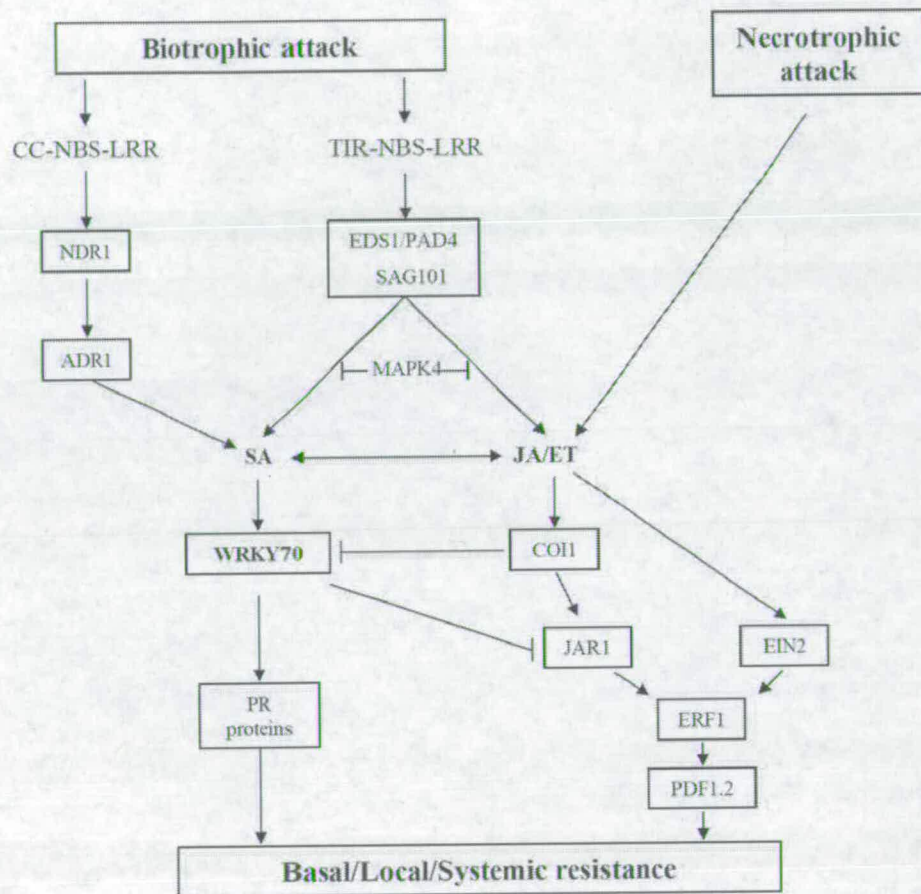 Biotrophic attack
Necrotrophic
attack
CC-NBS-LRR
TIR-NBS-LRR
NDR1
EDS1/PAD4
SAG101
ADR1
MAPK4
SA
JA/ET
WRKY70
COI1
JAR1
EIN2
PR
proteins
ERF1
PDF1.2
Basal/Local/Systemic resistance